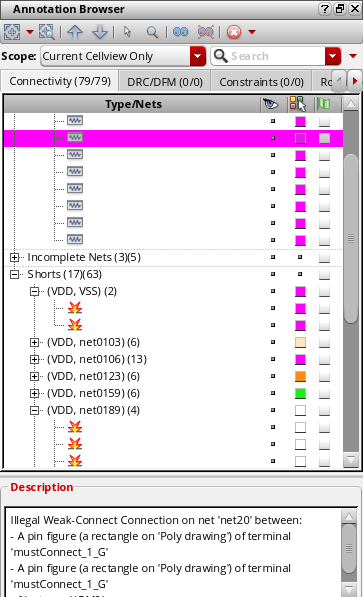 Annotation Browser
Scope: Current Cellview Only
Search
Connectivity (79/79)
DRC/DFM (0/0)
Constraints (0/0)
Type/Nets
Incomplete Nets (3)(5)
Shorts (17)(63)
(VDD, VSS) (2)
(VDD, net0103) (6)
(VDD, net0106) (13)
(VDD, net0123) (6)
(VDD, net0159) (6)
(VDD, net0189) (4)
Description
Illegal Weak-Connect Connection on net 'net20' between:
- A pin figure (a rectangle on 'Poly drawing') of terminal
'mustConnect_1_G'
- A pin figure (a rectangle on 'Poly drawing') of terminal
'mustConnect_1_G'